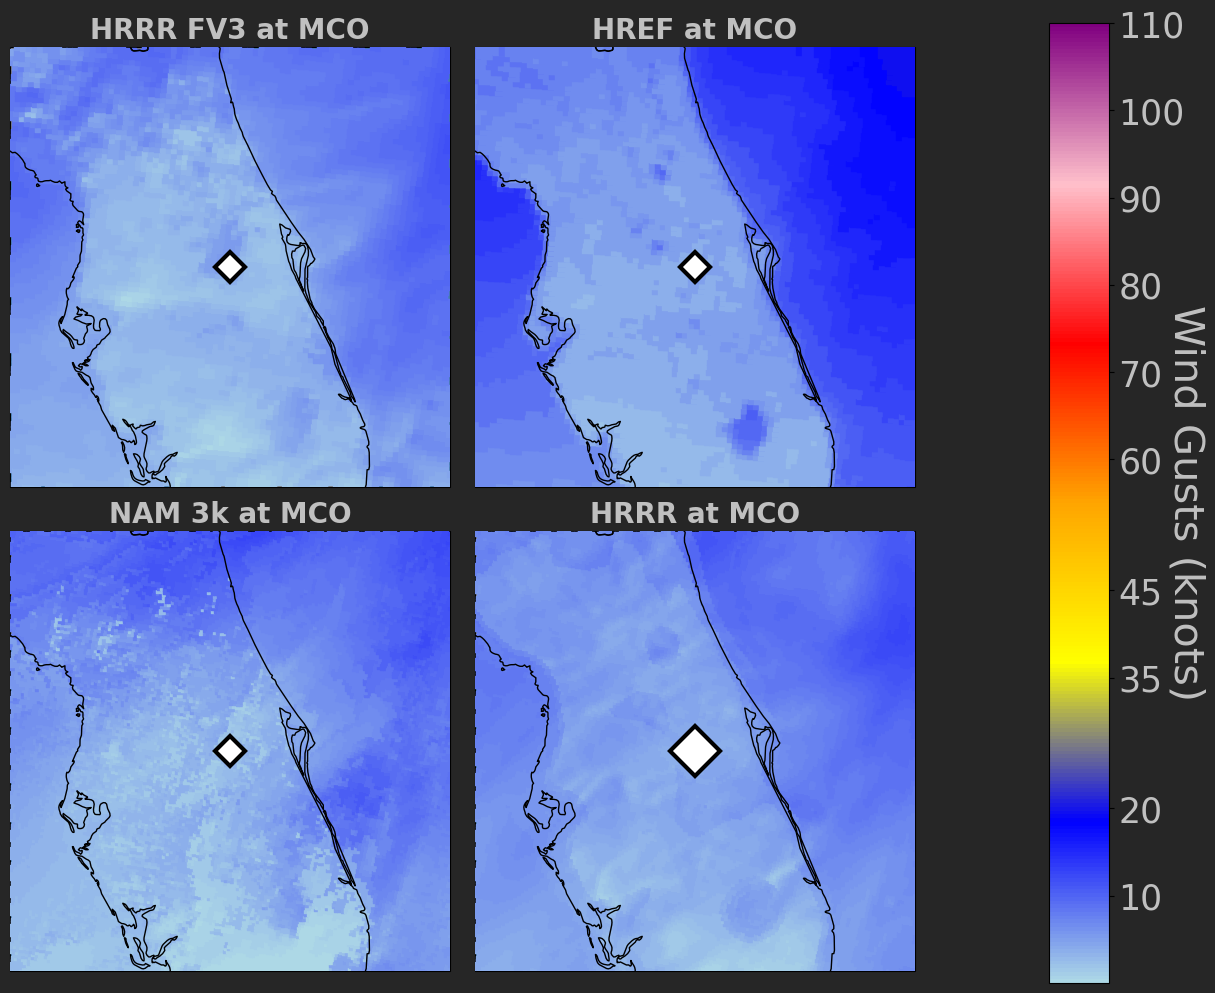 HRRR FV3 at MCO
HREF at MCO
NAM 3k at MCO
HRRR at MCO
110
100
90
80
70
60
45
35
20
10
Wind Gusts (knots)